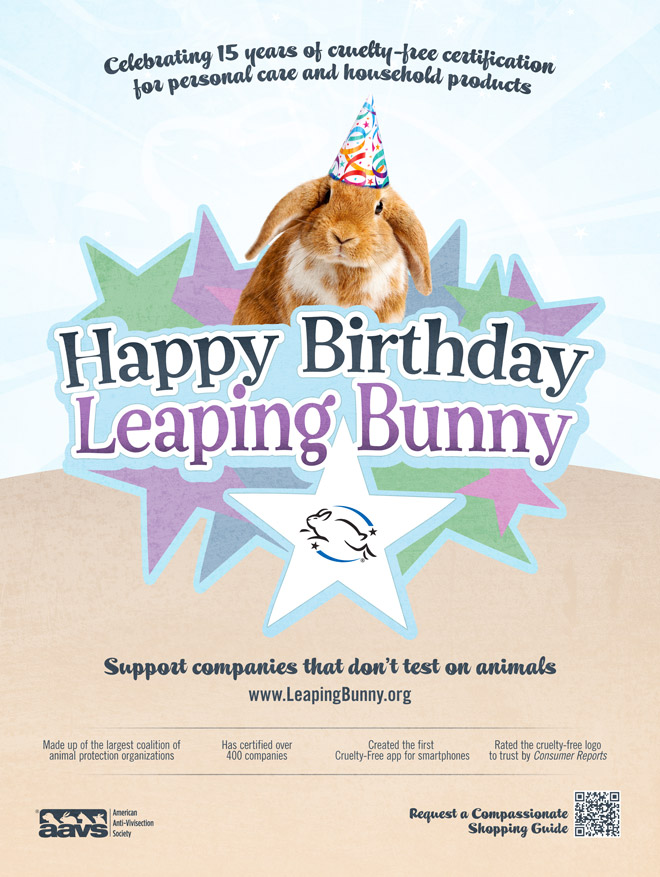 Celebrating 15 years of cruelty-free certification
for personal care and household products
Happy Birthday
Leaping Bunny
®
Support companies that don't test on animals
www.LeapingBunny.org
Made up of the largest coalition of
animal protection organizations
Has certified over
400 companies
Created the first
Cruelty-Free app for smartphones
Rated the cruelty-free logo
to trust by Consumer Reports
® aavs
American
Anti-Vivisection
Society
Request a Compassionate
Shopping Guide